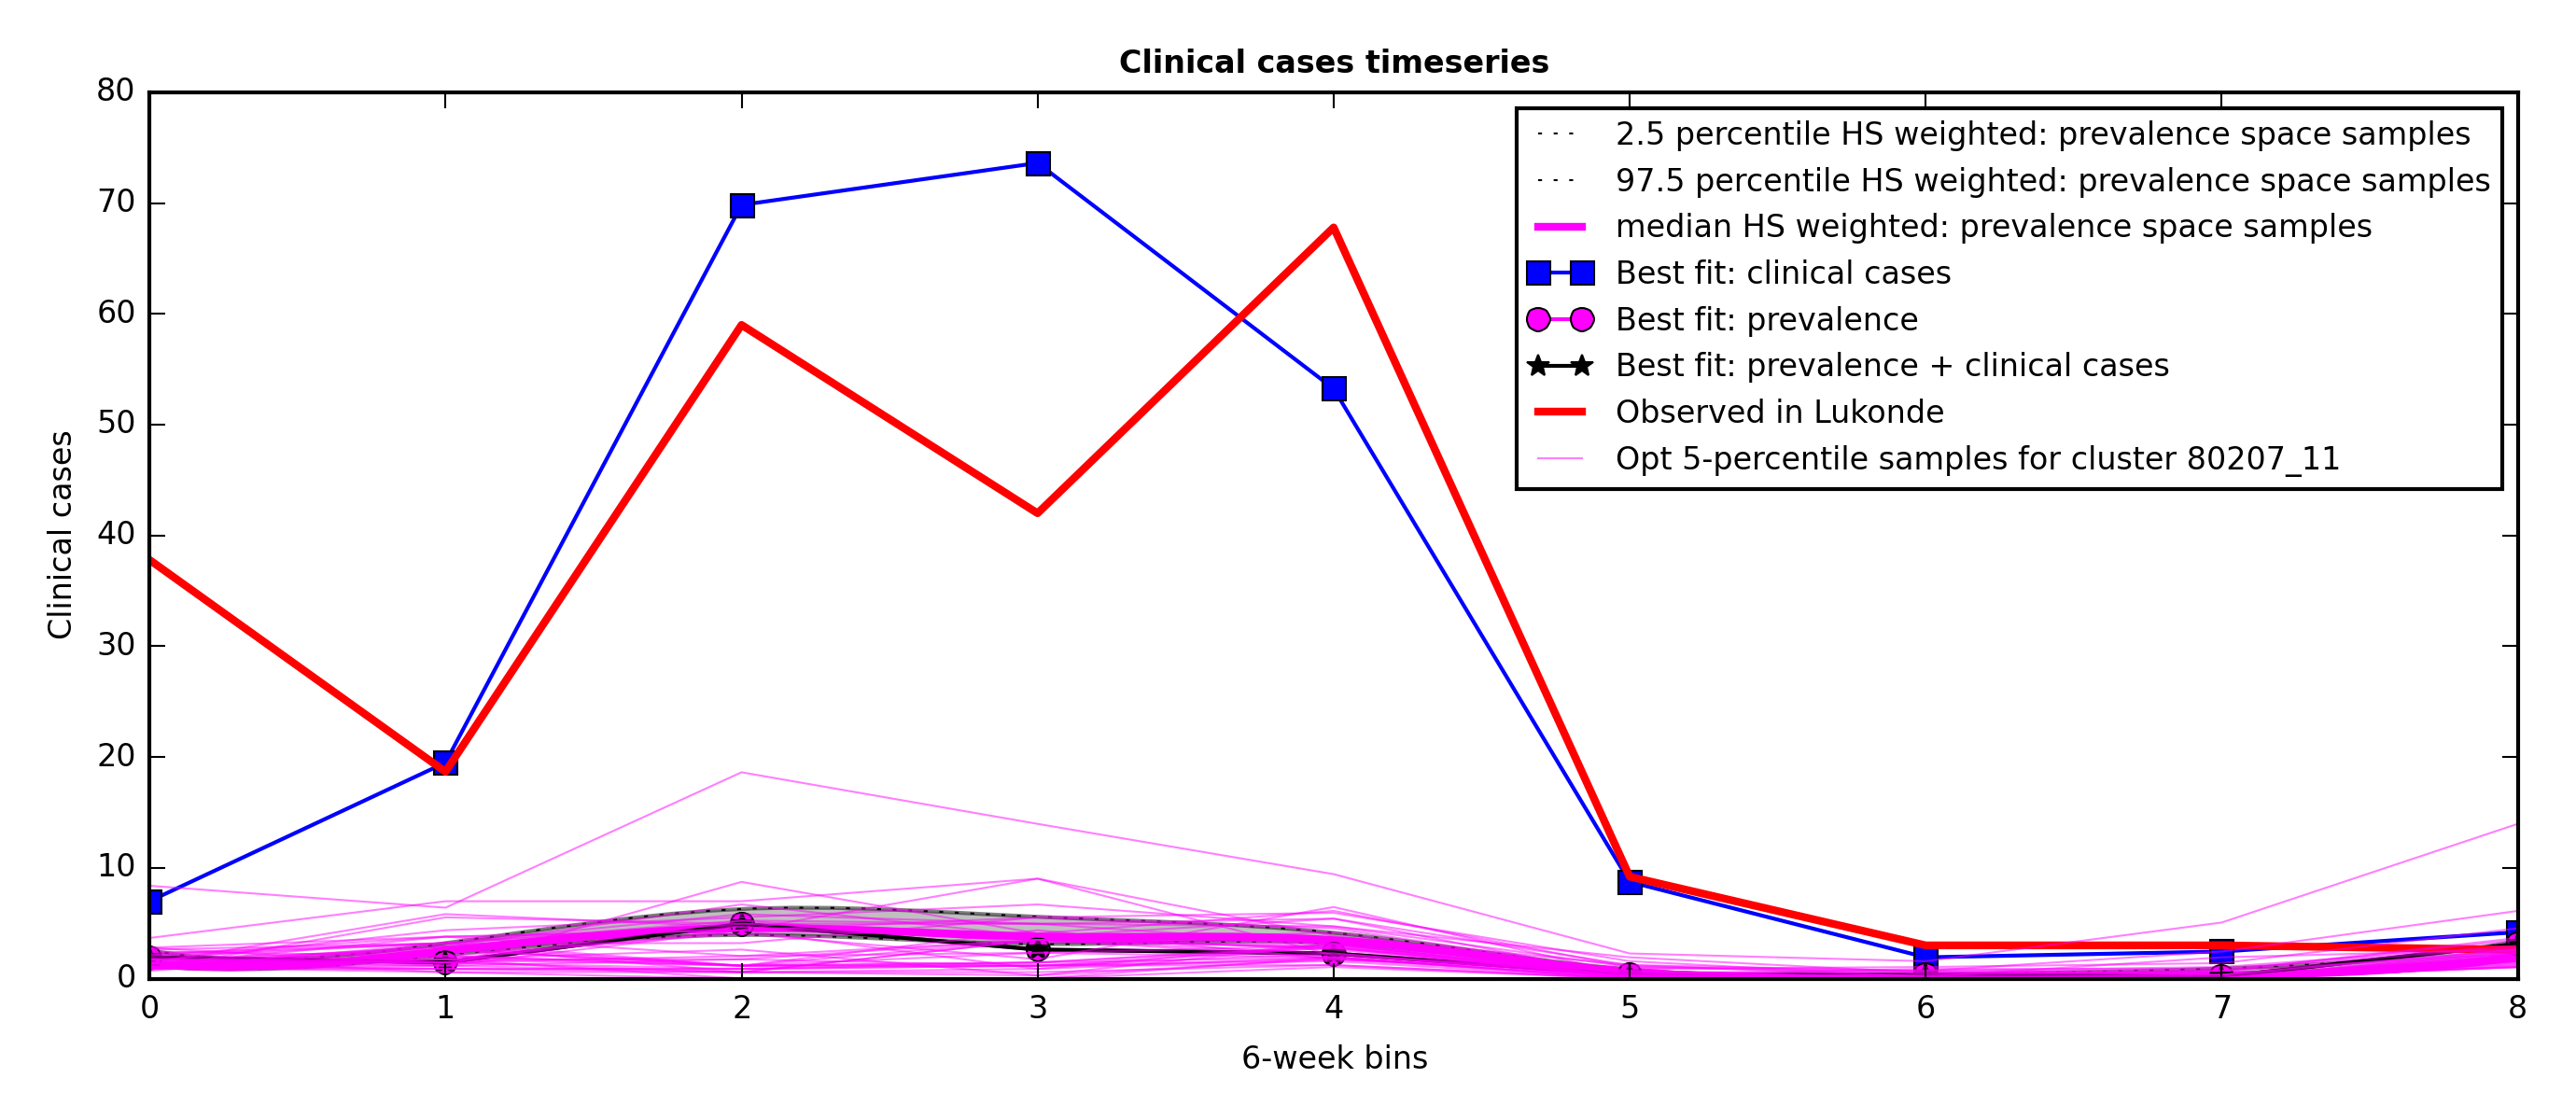 Clinical cases timeseries
80
70
60
50
40
30
20
10
0
Clinical cases
2.5 percentile HS weighted: prevalence space samples
97.5 percentile HS weighted: prevalence space samples
median HS weighted: prevalence space samples
Best fit: clinical cases
Best fit: prevalence
Best fit: prevalence + clinical cases
Observed in Lukonde
Opt 5-percentile samples for cluster 80207_11
0 1 2 3 4 5 6 7 8
6-week bins